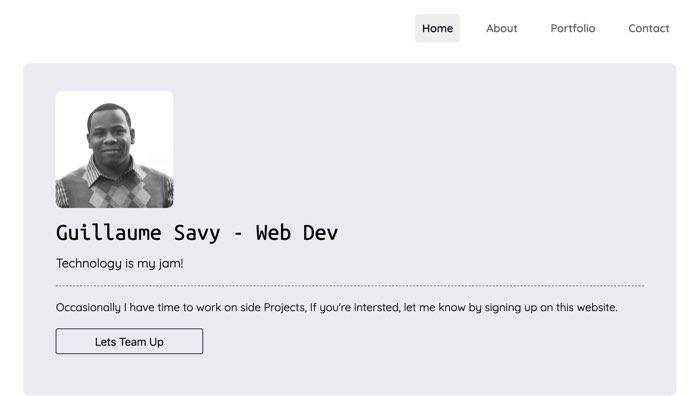 Home About Portfolio Contact
Guillaume Savy - Web Dev
Technology is my jam!
Occasionally I have time to work on side Projects, If you're intersted, let me know by signing up on this website.
Lets Team Up